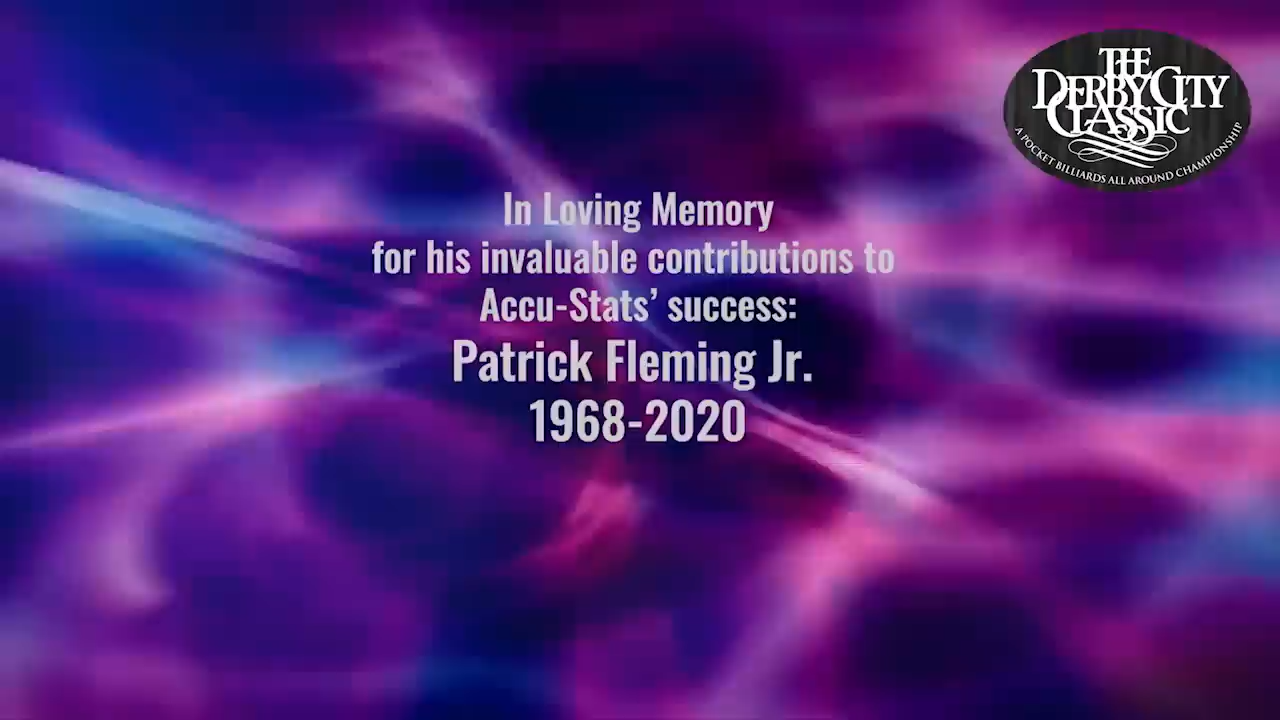 THE
DERBY CITY
CLASSIC
A POCKET BILLIARDS ALL AROUND CHAMPIONSHIP
In Loving Memory
for his invaluable contributions to
Accu-Stats’ success:
Patrick Fleming Jr.
1968-2020